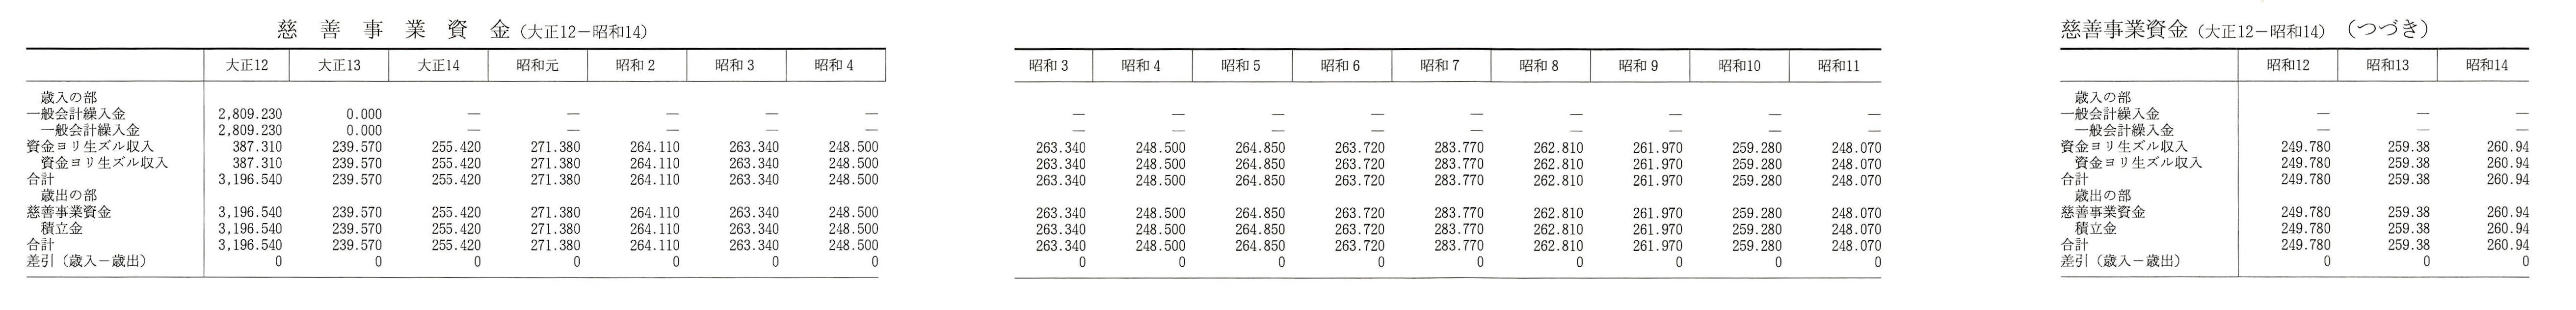 慈善事業資金（大正12－昭和14）
大正12 大正13 大正14 昭和元 昭和2 昭和3 昭和4
歳入の部
一般会計繰入金 2,809.230 0.000 — — — — —
一般会計繰入金 2,809.230 0.000 — — — — —
資金ヨリ生ズル収入 387.310 239.570 255.420 271.380 264.110 263.340 248.500
資金ヨリ生ズル収入 387.310 239.570 255.420 271.380 264.110 263.340 248.500
合計 3,196.540 239.570 255.420 271.380 264.110 263.340 248.500
歳出の部
慈善事業資金 3,196.540 239.570 255.420 271.380 264.110 263.340 248.500
積立金 3,196.540 239.570 255.420 271.380 264.110 263.340 248.500
合計 3,196.540 239.570 255.420 271.380 264.110 263.340 248.500
差引（歳入－歳出） 0 0 0 0 0 0 0
昭和3 昭和4 昭和5 昭和6 昭和7 昭和8 昭和9 昭和10 昭和11
— — — — — — — — —
— — — — — — — — —
263.340 248.500 264.850 263.720 283.770 262.810 261.970 259.280 248.070
263.340 248.500 264.850 263.720 283.770 262.810 261.970 259.280 248.070
263.340 248.500 264.850 263.720 283.770 262.810 261.970 259.280 248.070
263.340 248.500 264.850 263.720 283.770 262.810 261.970 259.280 248.070
263.340 248.500 264.850 263.720 283.770 262.810 261.970 259.280 248.070
263.340 248.500 264.850 263.720 283.770 262.810 261.970 259.280 248.070
0 0 0 0 0 0 0 0 0
慈善事業資金（大正12－昭和14）（つづき）
昭和12 昭和13 昭和14
歳入の部
一般会計繰入金 — — —
一般会計繰入金 — — —
資金ヨリ生ズル収入 249.780 259.38 260.94
資金ヨリ生ズル収入 249.780 259.38 260.94
合計 249.780 259.38 260.94
歳出の部
慈善事業資金 249.780 259.38 260.94
積立金 249.780 259.38 260.94
合計 249.780 259.38 260.94
差引（歳入－歳出） 0 0 0